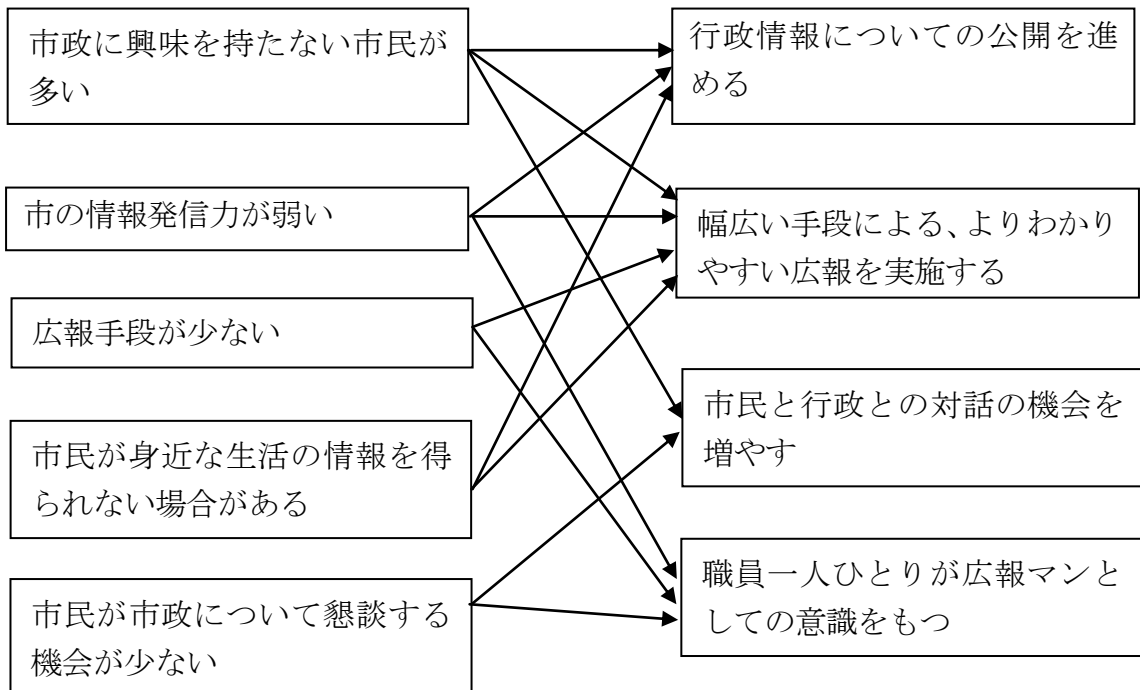 市政に興味を持たない市民が
多い
市の情報発信力が弱い
広報手段が少ない
市民が身近な生活の情報を得
られない場合がある
市民が市政について懇談する
機会が少ない
行政情報についての公開を進
める
幅広い手段による、よりわかり
やすい広報を実施する
市民と行政との対話の機会を
増やす
職員一人ひとりが広報マンと
しての意識をもつ